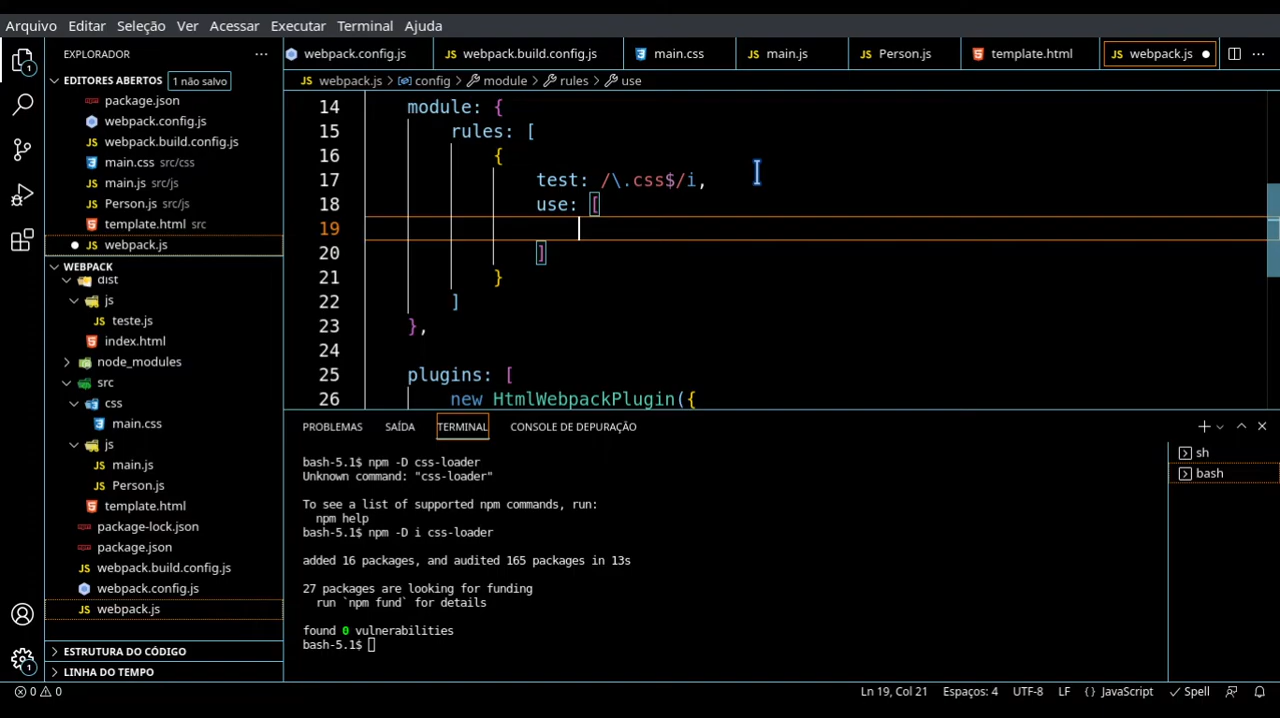 Arquivo Editar Seleção Ver Acessar Executar Terminal Ajuda
EXPLORADOR
webpack.config.js webpack.build.config.js main.css main.js Person.js template.html webpack.js
EDITORES ABERTOS 1 não salvo
package.json
webpack.config.js
webpack.build.config.js
main.css src/css
main.js src/js
Person.js src/js
template.html src
webpack.js
WEBPACK
dist
js
teste.js
index.html
node_modules
src
css
main.css
js
main.js
Person.js
template.html
package-lock.json
package.json
webpack.build.config.js
webpack.config.js
webpack.js
ESTRUTURA DO CÓDIGO
LINHA DO TEMPO
webpack.js > config > module > rules > use
14 module: {
15 rules: [
16 {
17 test: /\.css$/i,
18 use: [
19
20 ]
21 }
22 ]
23 },
24
25 plugins: [
26 new HtmlWebpackPlugin({
PROBLEMAS SAÍDA TERMINAL CONSOLE DE DEPURAÇÃO
bash-5.1$ npm -D css-loader
Unknown command: "css-loader"
To see a list of supported npm commands, run:
npm help
bash-5.1$ npm -D i css-loader
added 16 packages, and audited 165 packages in 13s
27 packages are looking for funding
run `npm fund` for details
found 0 vulnerabilities
bash-5.1$
sh
bash
1
1
0 0 Ln 19, Col 21 Espaços: 4 UTF-8 LF {} JavaScript Spell